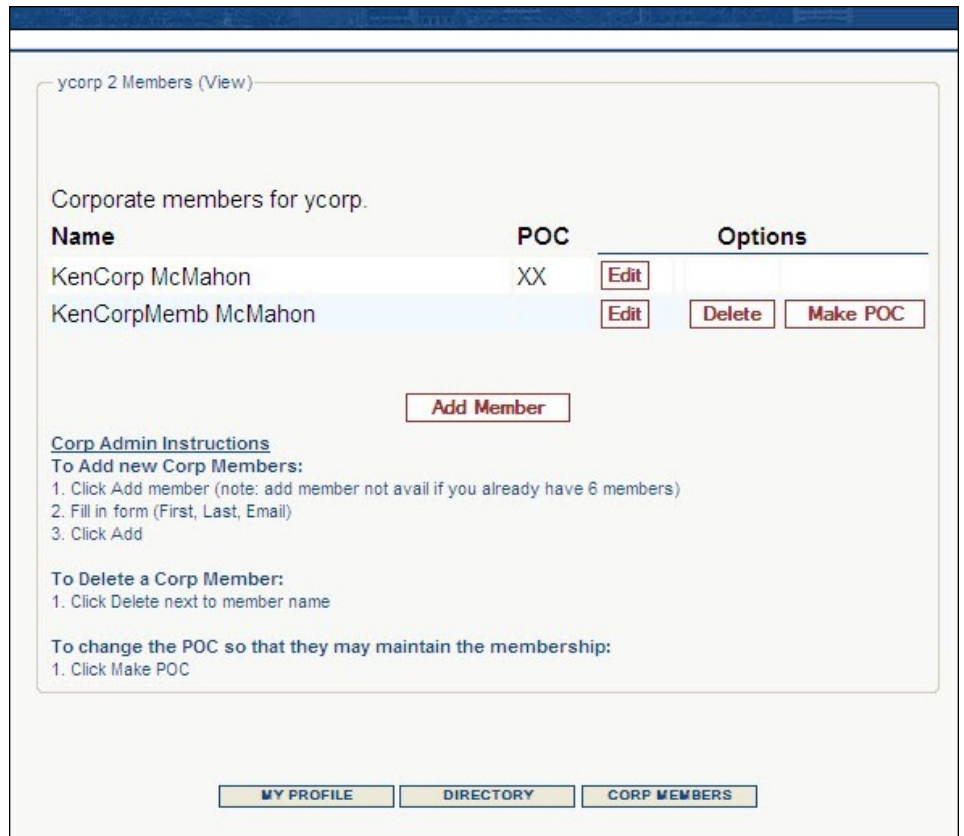 ycorp 2 Members (View)
Corporate members for ycorp.
Name POC Options
KenCorp McMahon XX Edit
KenCorpMemb McMahon Edit Delete Make POC
Add Member
Corp Admin Instructions
To Add new Corp Members:
1. Click Add member (note: add member not avail if you already have 6 members)
2. Fill in form (First, Last, Email)
3. Click Add
To Delete a Corp Member:
1. Click Delete next to member name
To change the POC so that they may maintain the membership:
1. Click Make POC
MY PROFILE DIRECTORY CORP MEMBERS